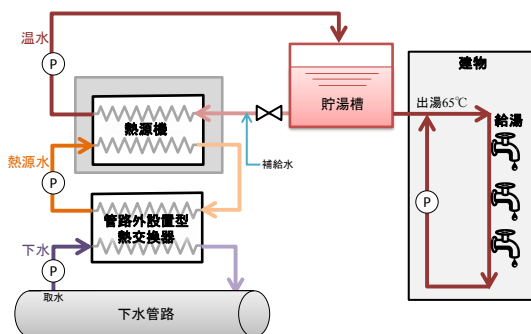 温水
P
熱源機
貯湯槽
建物
出湯65℃
給湯
補給水
熱源水
P
管路外設置型
熱交換器
P
下水
P
取水
下水管路